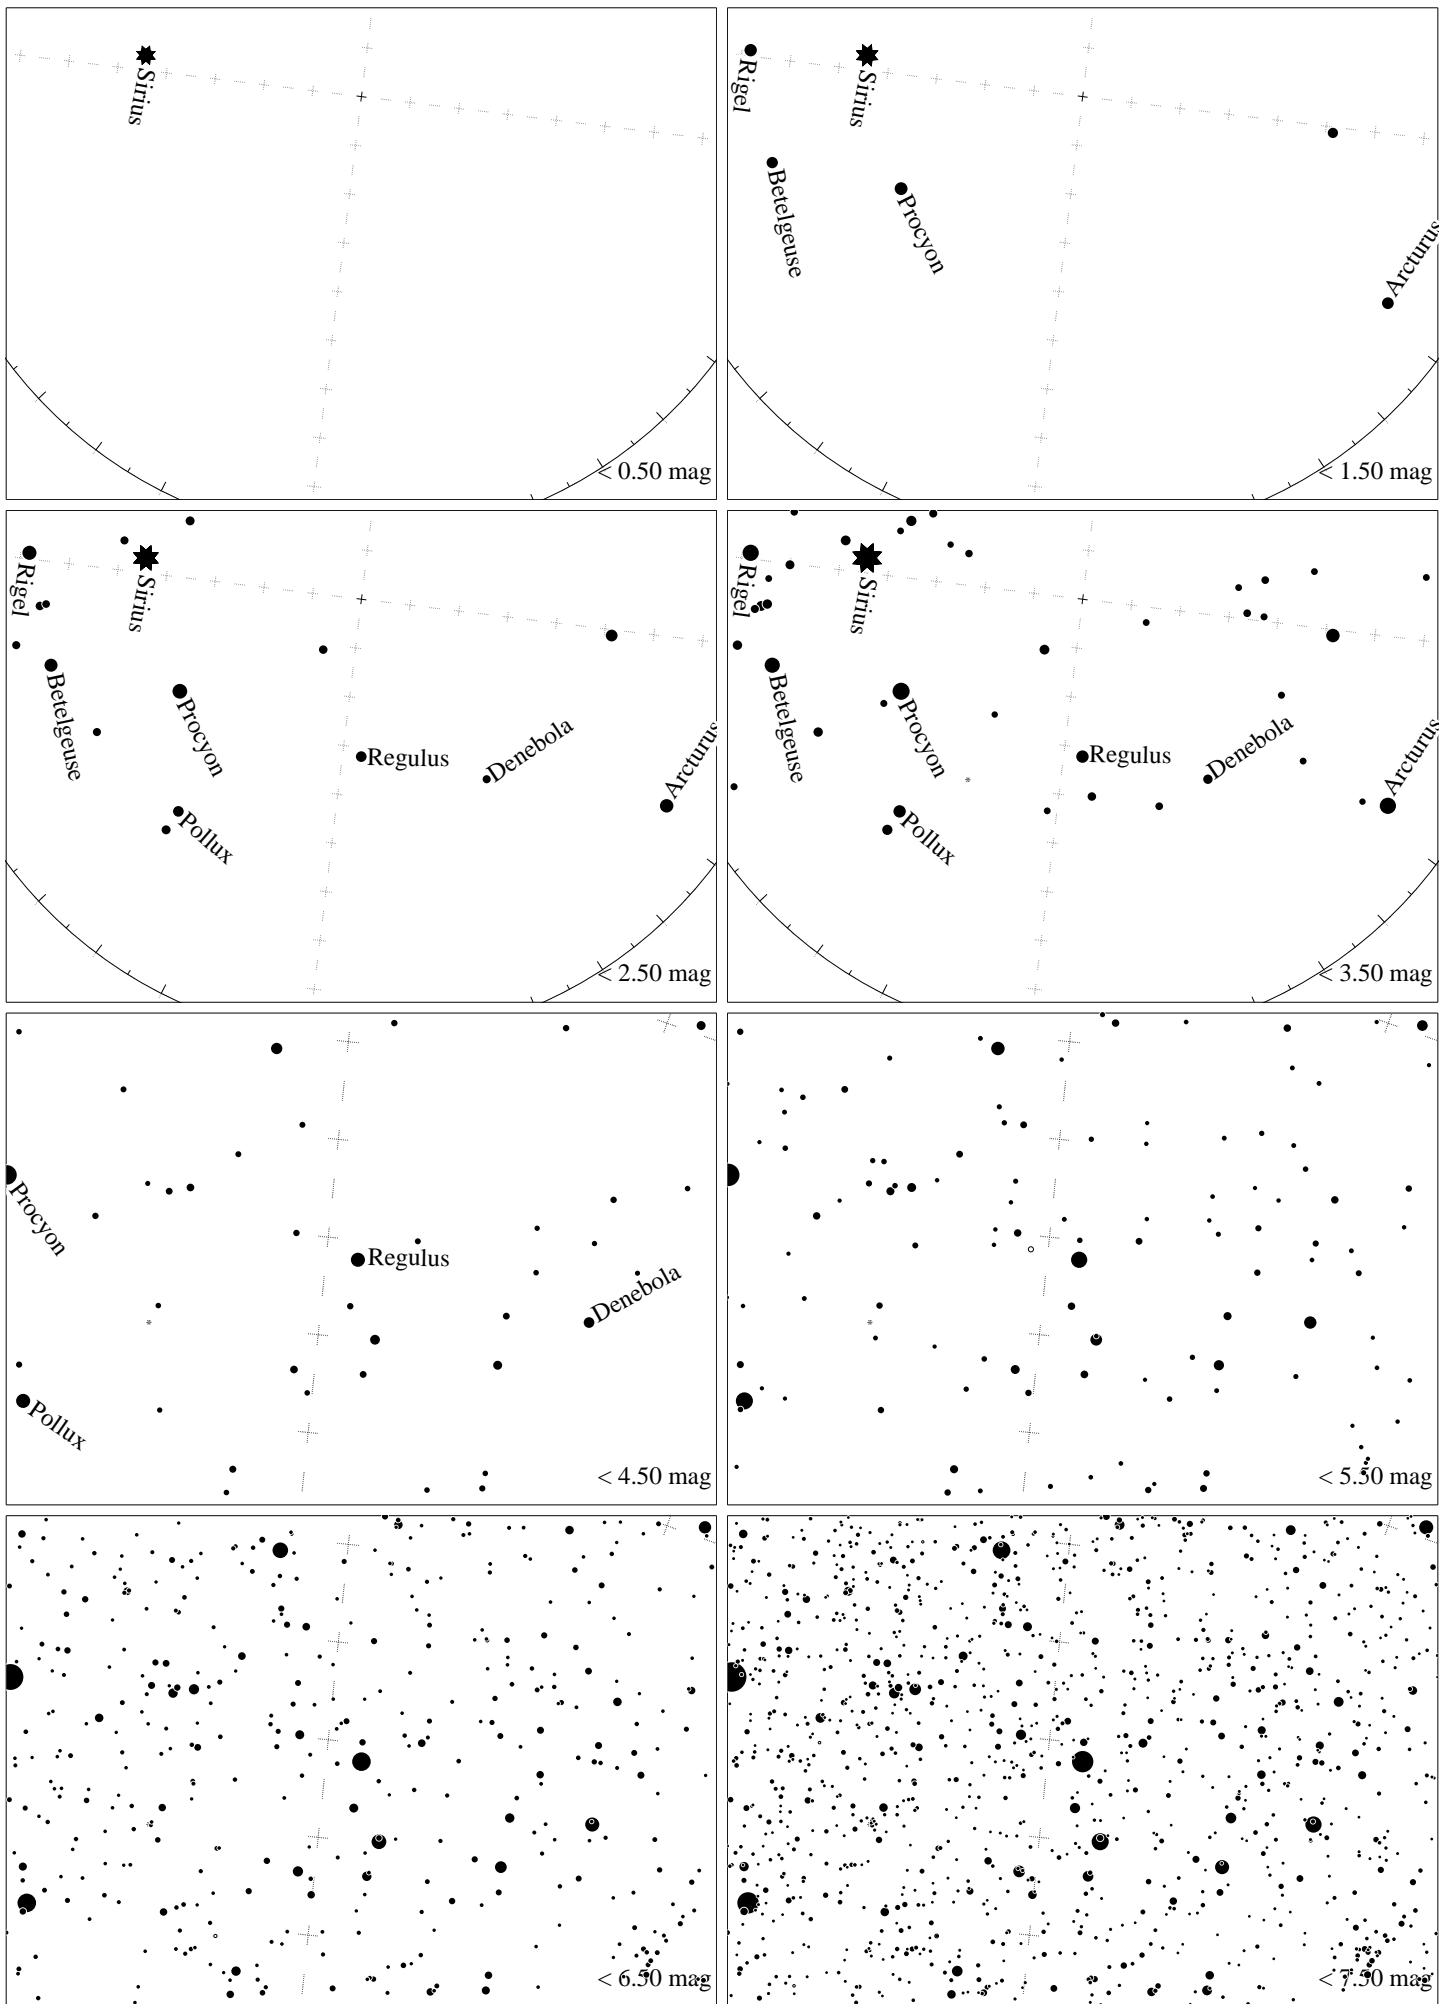 Sirius
< 0.50 mag
Rigel
Sirius
Betelgeuse
Procyon
Arcturus
< 1.50 mag
Rigel
Sirius
Betelgeuse
Procyon
Regulus
Denebola
Arcturus
Pollux
< 2.50 mag
Rigel
Sirius
Betelgeuse
Procyon
Regulus
Denebola
Arcturus
Pollux
< 3.50 mag
Procyon
Regulus
Denebola
Pollux
< 4.50 mag
< 5.50 mag
< 6.50 mag
< 7.50 mag